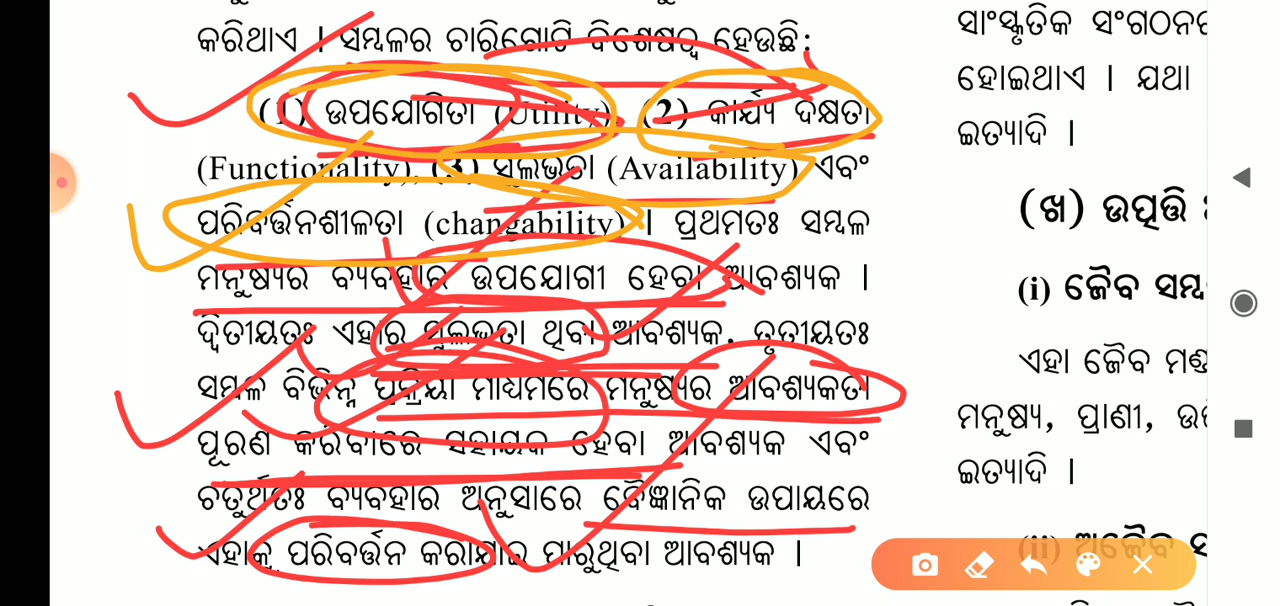 କରିଥାଏ । ସମ୍ବଳର ଚାରିଗୋଟି ବିଶେଷତ୍ୱ ହେଉଛି:
(1) ଉପଯୋଗିତା (Utility), (2) କାର୍ଯ୍ୟ ଦକ୍ଷତା
(Functionality), (3) ସୁଲଭତା (Availability) ଏବଂ
ପରିବର୍ତ୍ତନଶୀଳତା (changability) । ପ୍ରଥମତଃ ସମ୍ବଳ
ମନୁଷ୍ୟର ବ୍ୟବହାର ଉପଯୋଗୀ ହେବା ଆବଶ୍ୟକ ।
ଦ୍ୱିତୀୟତଃ ଏହାର ସୁଲଭତା ଥିବା ଆବଶ୍ୟକ. ତୃତୀୟତଃ
ସମ୍ବଳ ବିଭିନ୍ନ ପ୍ରକ୍ରିୟା ମାଧ୍ୟମରେ ମନୁଷ୍ୟର ଆବଶ୍ୟକତା
ପୂରଣ କରିବାରେ ସହାୟକ ହେବା ଆବଶ୍ୟକ ଏବଂ
ଚତୁର୍ଥତଃ ବ୍ୟବହାର ଅନୁସାରେ ବୈଜ୍ଞାନିକ ଉପାୟରେ
ଏହାକୁ ପରିବର୍ତ୍ତନ କରାଯାଇ ପାରୁଥିବା ଆବଶ୍ୟକ ।
ସାଂସ୍କୃତିକ
ହୋଇଥାଏ । ଯଥା
ଇତ୍ୟାଦି ।
(ଖ) ଉତ୍ପତ୍ତି
(i) ଜୈବ
ଏହା ଜୈବ
ମନୁଷ୍ୟ, ପ୍ରାଣୀ,
ଇତ୍ୟାଦି ।
(ii) ଅଜୈବ